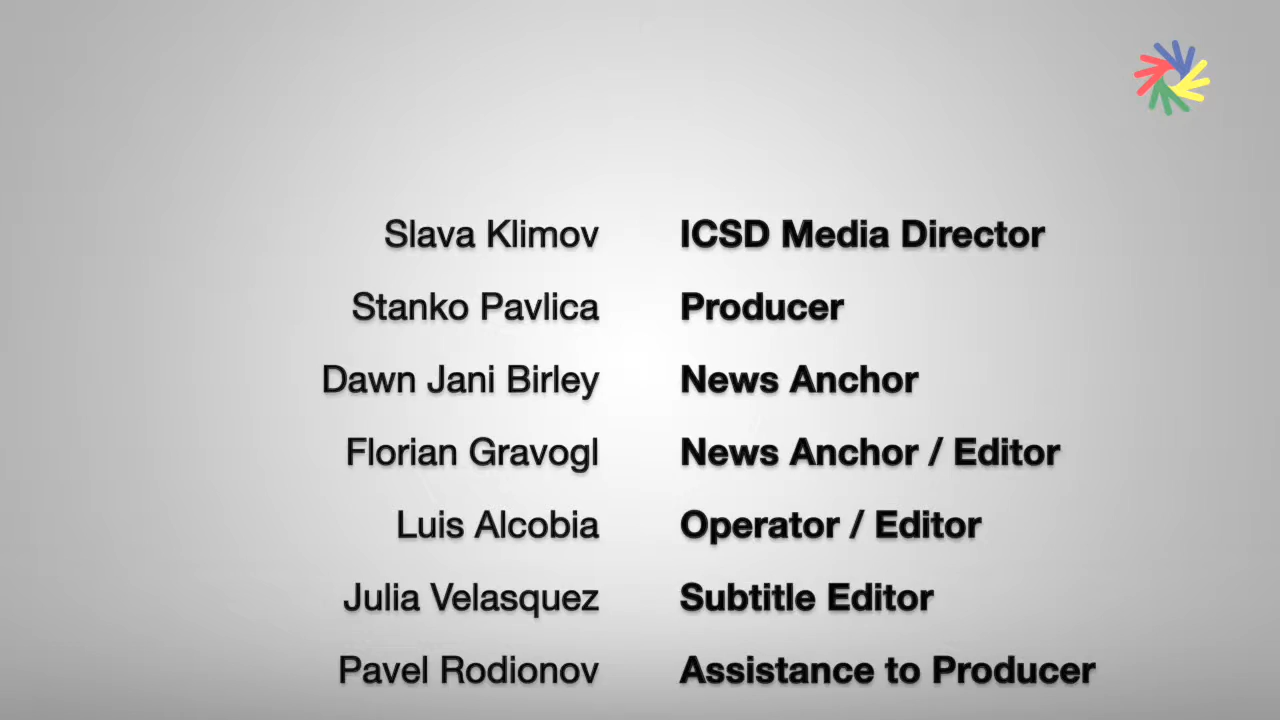 Slava Klimov ICSD Media Director
Stanko Pavlica Producer
Dawn Jani Birley News Anchor
Florian Gravogl News Anchor / Editor
Luis Alcobia Operator / Editor
Julia Velasquez Subtitle Editor
Pavel Rodionov Assistance to Producer